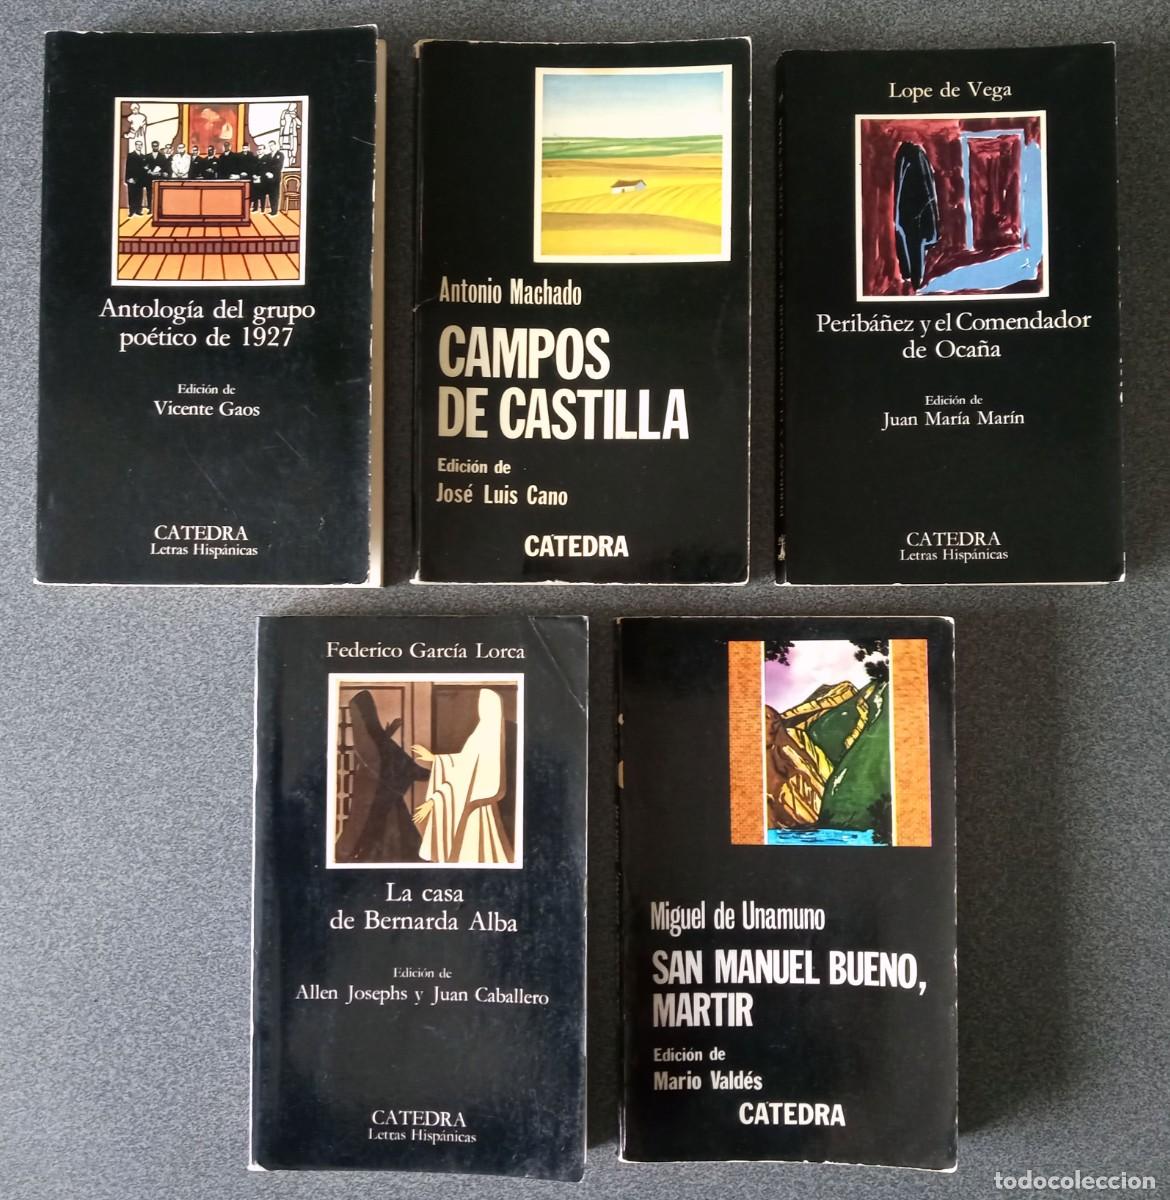 Antología del grupo
poético de 1927
Edición de
Vicente Gaos
CATEDRA
Letras Hispánicas
Antonio Machado
CAMPOS
DE CASTILLA
Edición de
José Luis Cano
CATEDRA
Lope de Vega
Peribáñez y el Comendador
de Ocaña
Edición de
Juan María Marín
CATEDRA
Letras Hispánicas
Federico García Lorca
La casa
de Bernarda Alba
Edición de
Allen Josephs y Juan Caballero
CATEDRA
Letras Hispánicas
Miguel de Unamuno
SAN MANUEL BUENO,
MARTIR
Edición de
Mario Valdés
CATEDRA
todocoleccion